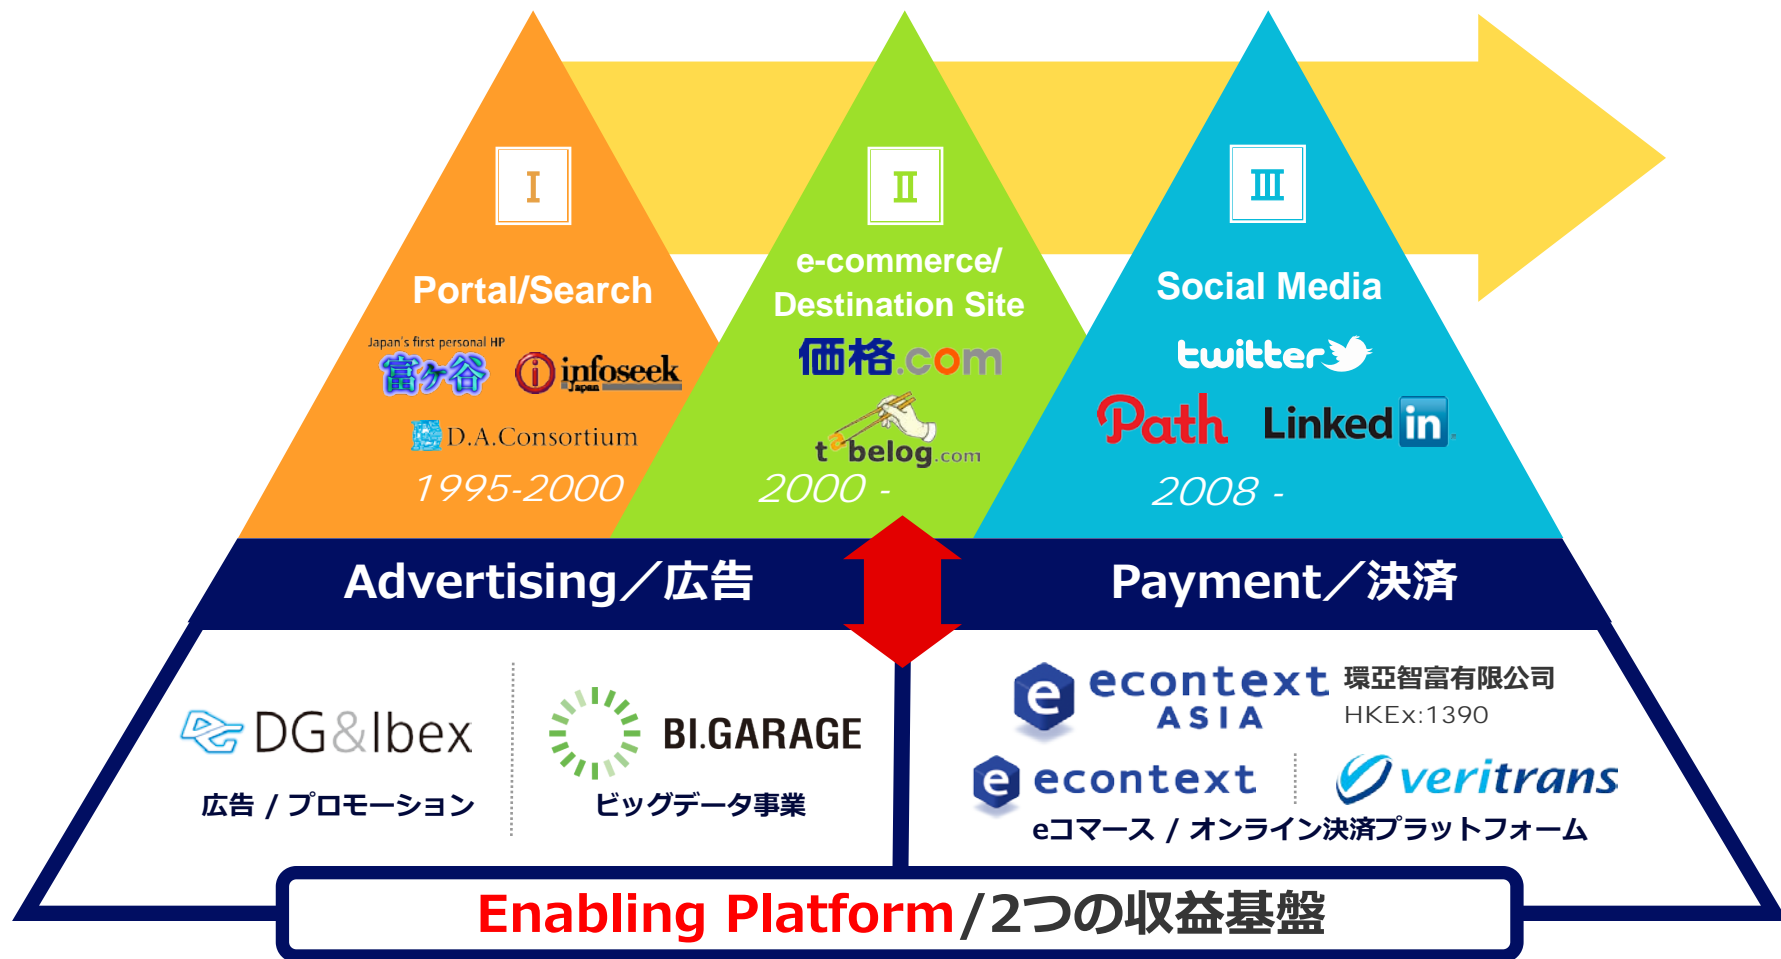 Ⅰ
Portal/Search
Japan's first personal HP
富ヶ谷
infoseek
Japan
D.A.Consortium
1995-2000
Ⅱ
e-commerce/
Destination Site
価格.com
tabelog.com
2000 -
Ⅲ
Social Media
twitter
Path
Linked in
2008 -
Advertising／広告
Payment／決済
DG&Ibex
広告 / プロモーション
BI.GARAGE
ビッグデータ事業
e econtext
ASIA
環亞智富有限公司
HKEx:1390
e econtext
veritrans
eコマース / オンライン決済プラットフォーム
Enabling Platform/2つの収益基盤